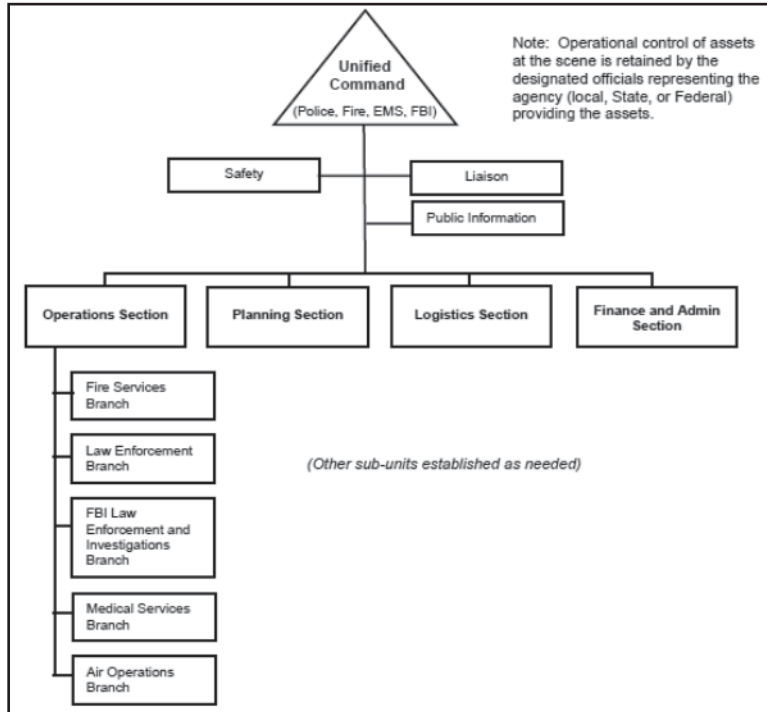 Unified
Command
(Police, Fire, EMS, FBI)
Note: Operational control of assets
at the scene is retained by the
designated officials representing the
agency (local, State, or Federal)
providing the assets.
Safety
Liaison
Public Information
Operations Section
Planning Section
Logistics Section
Finance and Admin
Section
Fire Services
Branch
Law Enforcement
Branch
(Other sub-units established as needed)
FBI Law
Enforcement and
Investigations
Branch
Medical Services
Branch
Air Operations
Branch